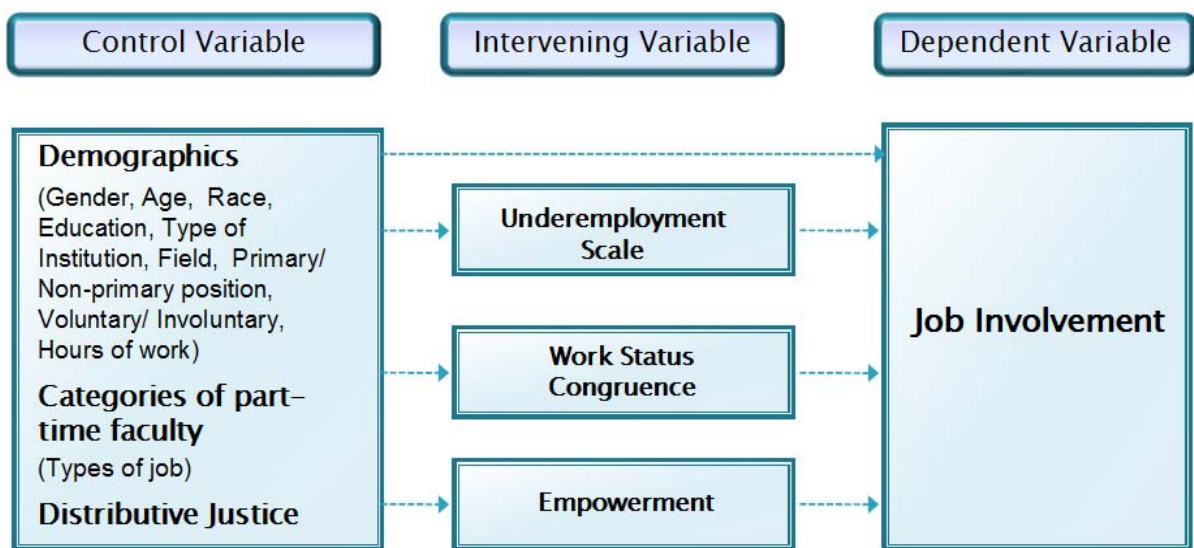 Control Variable
Intervening Variable
Dependent Variable
Demographics
(Gender, Age, Race,
Education, Type of
Institution, Field, Primary/
Non-primary position,
Voluntary/ Involuntary,
Hours of work)
Categories of part-
time faculty
(Types of job)
Distributive Justice
Underemployment
Scale
Work Status
Congruence
Empowerment
Job Involvement